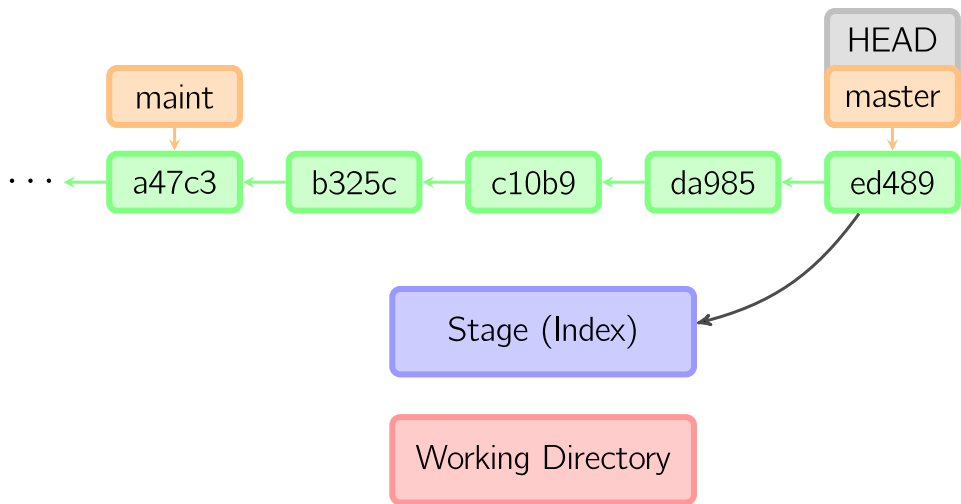 HEAD
maint
master
... a47c3 b325c c10b9 da985 ed489
Stage (Index)
Working Directory